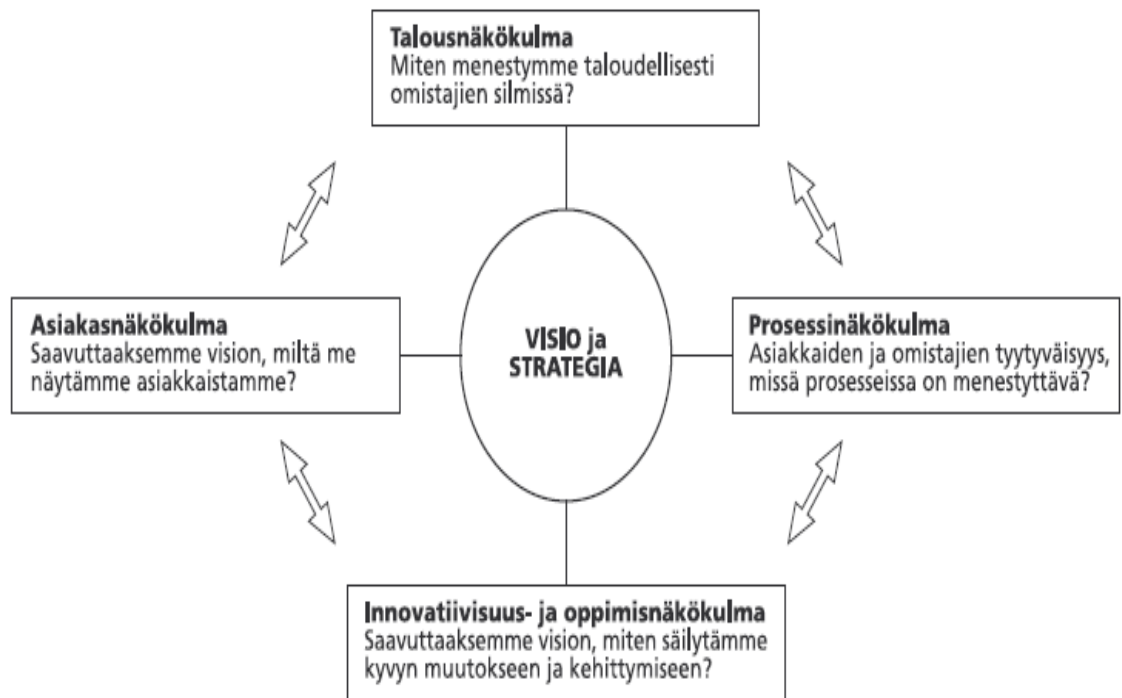 Talousnäkökulma
Miten menestymme taloudellisesti
omistajien silmissä?
Asiakasnäkökulma
Saavuttaaksemme vision, miltä me
näytämme asiakkaistamme?
VISIO ja
STRATEGIA
Prosessinäkökulma
Asiakkaiden ja omistajien tyytyväisyys,
missä prosesseissa on menestyttävä?
Innovatiivisuus- ja oppimisnäkökulma
Saavuttaaksemme vision, miten säilytämme
kyvyn muutokseen ja kehittymiseen?